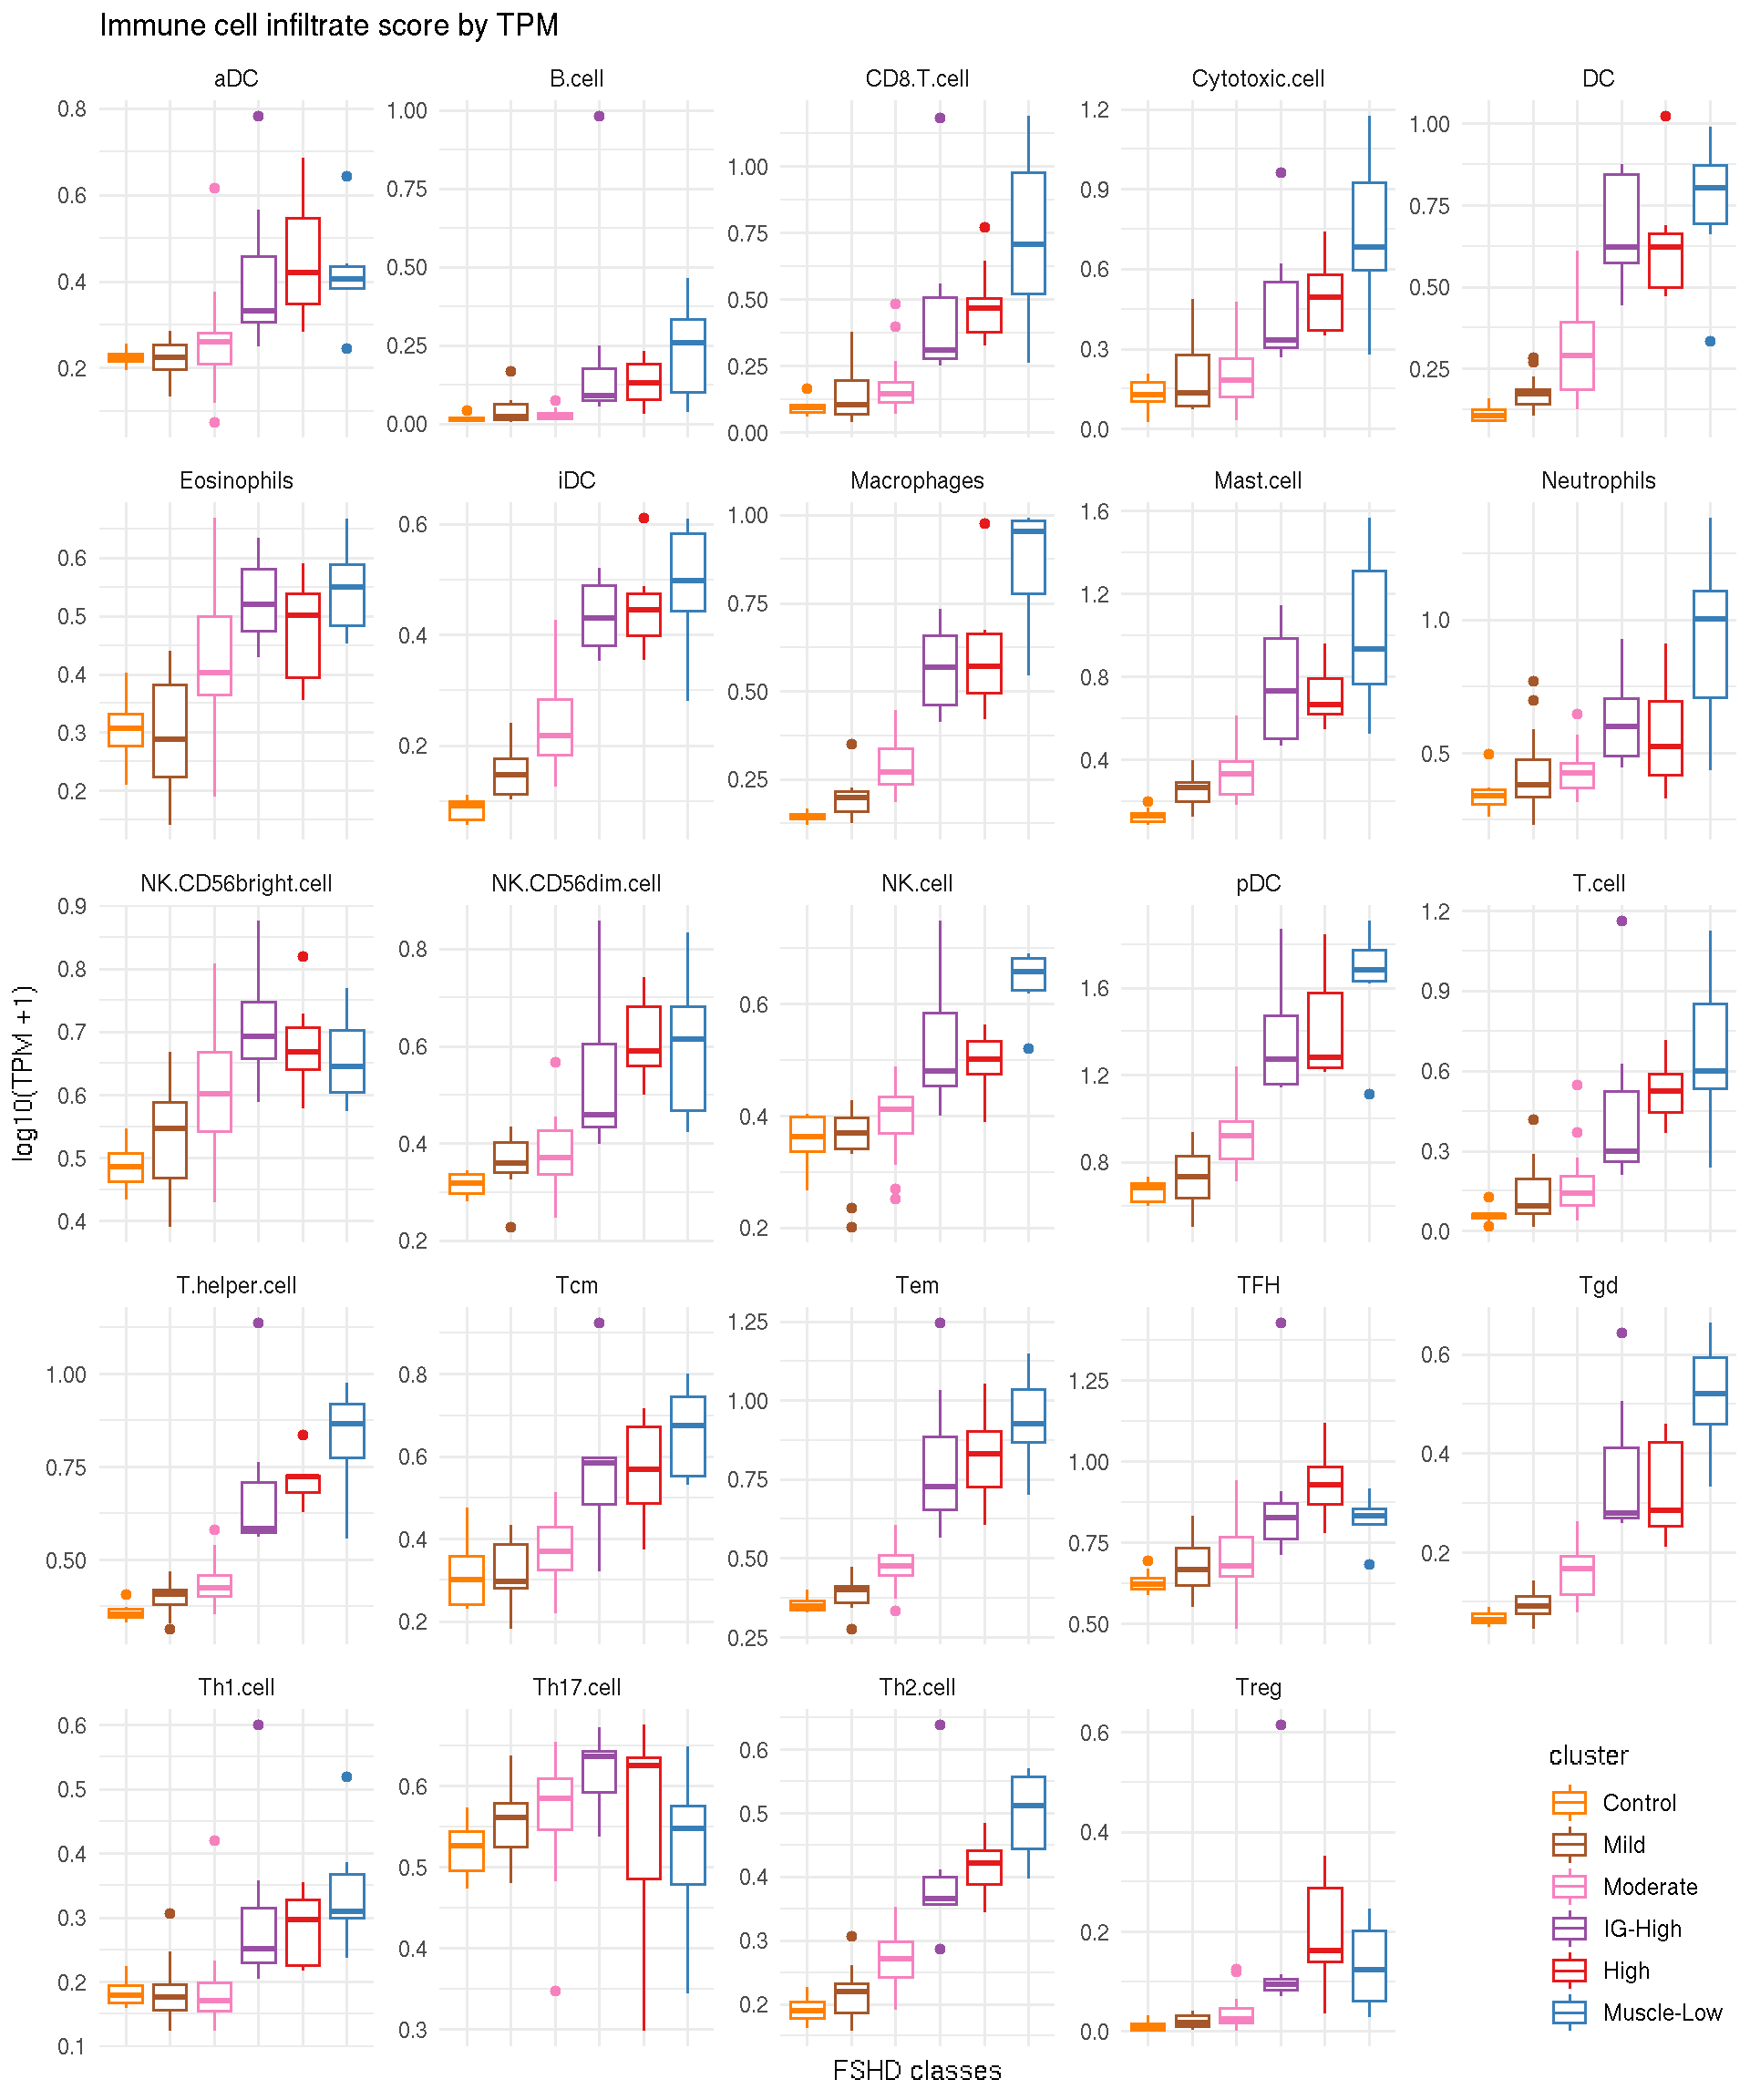 Immune cell infiltrate score by TPM
aDC
B.cell
CD8.T.cell
Cytotoxic.cell
DC
0.8
0.6
0.4
0.2
1.00
0.75
0.50
0.25
0.00
1.00
0.75
0.50
0.25
0.00
1.2
0.9
0.6
0.3
0.0
1.00
0.75
0.50
0.25
Eosinophils
iDC
Macrophages
Mast.cell
Neutrophils
0.6
0.5
0.4
0.3
0.2
0.6
0.4
0.2
1.00
0.75
0.50
0.25
1.6
1.2
0.8
0.4
1.0
0.5
NK.CD56bright.cell
NK.CD56dim.cell
NK.cell
pDC
T.cell
0.9
0.8
0.7
0.6
0.5
0.4
0.8
0.6
0.4
0.2
0.6
0.4
0.2
1.6
1.2
0.8
1.2
0.9
0.6
0.3
0.0
log10(TPM +1)
T.helper.cell
Tcm
Tem
TFH
Tgd
1.00
0.75
0.50
0.8
0.6
0.4
0.2
1.25
1.00
0.75
0.50
0.25
1.25
1.00
0.75
0.50
0.6
0.4
0.2
Th1.cell
Th17.cell
Th2.cell
Treg
0.6
0.5
0.4
0.3
0.2
0.1
0.6
0.5
0.4
0.3
0.6
0.5
0.4
0.3
0.2
0.6
0.4
0.2
0.0
cluster
Control
Mild
Moderate
IG-High
High
Muscle-Low
FSHD classes